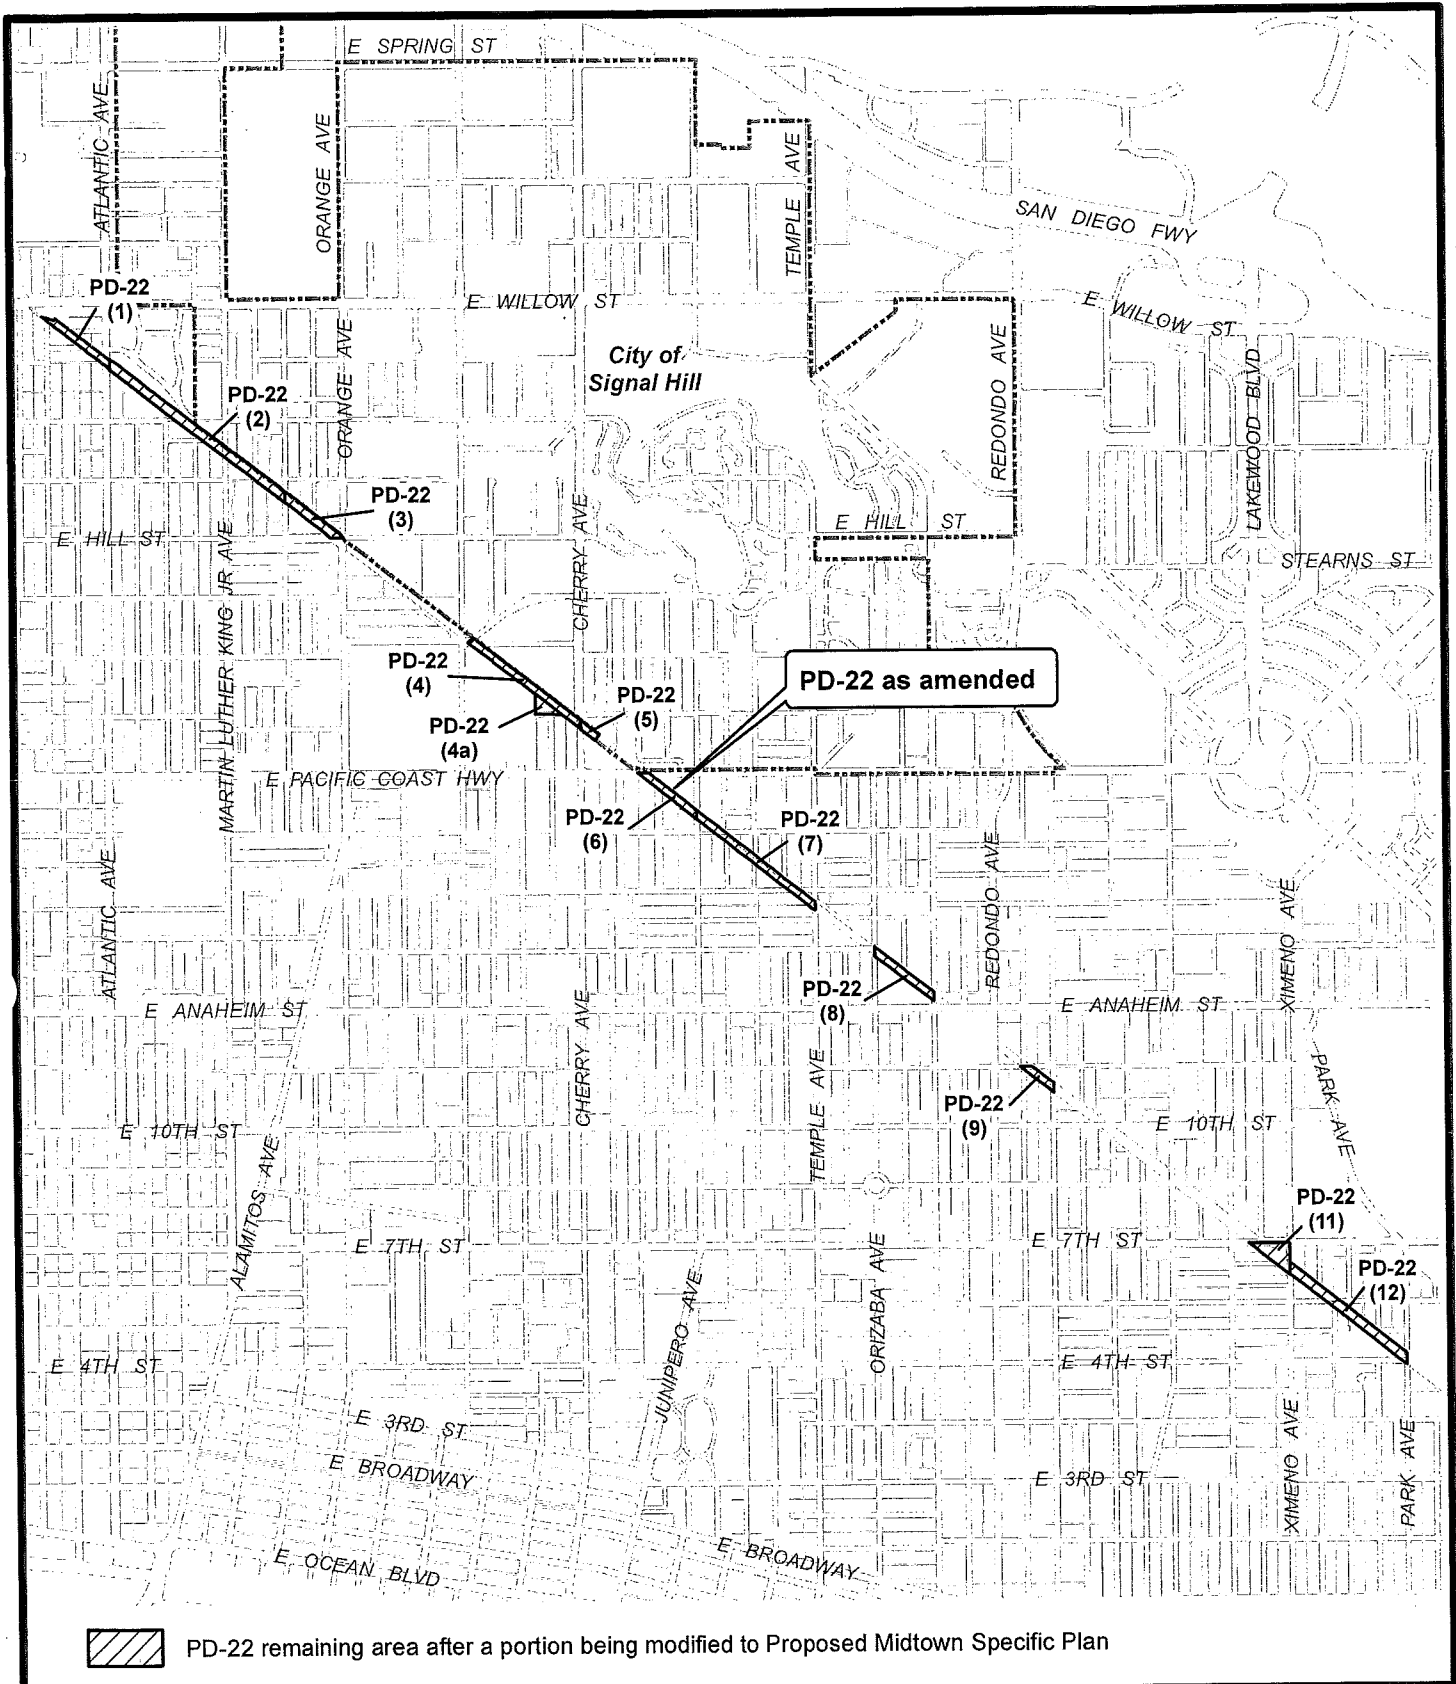 E SPRING ST
ATLANTIC AVE
ORANGE AVE
TEMPLE AVE
SAN DIEGO FWY
PD-22
(1)
E WILLOW ST
E WILLOW ST
ORANGE AVE
City of
Signal Hill
REDONDO AVE
LAKEWOOD BLVD
PD-22
(2)
PD-22
(3)
CHERRY AVE
E HILL ST
E HILL ST
STEARNS ST
MARTIN LUTHER KING JR AVE
PD-22
(4)
PD-22 as amended
PD-22
(5)
PD-22
(4a)
E PACIFIC COAST HWY
PD-22
(6)
PD-22
(7)
ATLANTIC AVE
REDONDO AVE
XIMENO AVE
PD-22
(8)
E ANAHEIM ST
E ANAHEIM ST
CHERRY AVE
TEMPLE AVE
PARK AVE
PD-22
(9)
E 10TH ST
E 10TH ST
ALAMITOS AVE
PD-22
(11)
E 7TH ST
E 7TH ST
JUNIPERO AVE
ORIZABA AVE
PD-22
(12)
E 4TH ST
E 4TH ST
E 3RD ST
E BROADWAY
E 3RD ST
XIMENO AVE
PARK AVE
E OCEAN BLVD
E BROADWAY
PD-22 remaining area after a portion being modified to Proposed Midtown Specific Plan